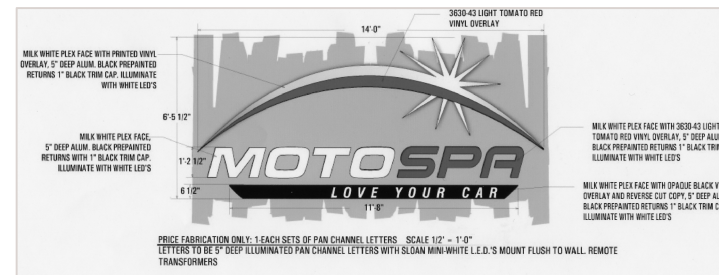 3630-43 LIGHT TOMATO RED
VINYL OVERLAY
14'-0"
MILK WHITE PLEX FACE WITH PRINTED VINYL
OVERLAY, 5" DEEP ALUM. BLACK PREPAINTED
RETURNS 1" BLACK TRIM CAP. ILLUMINATE
WITH WHITE LED'S
6'-5 1/2"
MILK WHITE PLEX FACE,
5" DEEP ALUM. BLACK PREPAINTED
RETURNS WITH 1" BLACK TRIM CAP.
ILLUMINATE WITH WHITE LED'S
1'-2 1/2"
MOTOSPA
MILK WHITE PLEX FACE WITH 3630-43 LIGHT
TOMATO RED VINYL OVERLAY, 5" DEEP ALU
BLACK PREPAINTED RETURNS 1" BLACK TRIM
ILLUMINATE WITH WHITE LED'S
6 1/2"
LOVE YOUR CAR
11'-8"
MILK WHITE PLEX FACE WITH OPAQUE BLACK V
OVERLAY AND REVERSE CUT COPY, 5" DEEP ALU
BLACK PREPAINTED RETURNS 1" BLACK TRIM C
ILLUMINATE WITH WHITE LED'S
PRICE FABRICATION ONLY: 1-EACH SETS OF PAN CHANNEL LETTERS SCALE 1/2' = 1'-0"
LETTERS TO BE 5" DEEP ILLUMINATED PAN CHANNEL LETTERS WITH SLOAN MINI-WHITE L.E.D.'S MOUNT FLUSH TO WALL. REMOTE
TRANSFORMERS